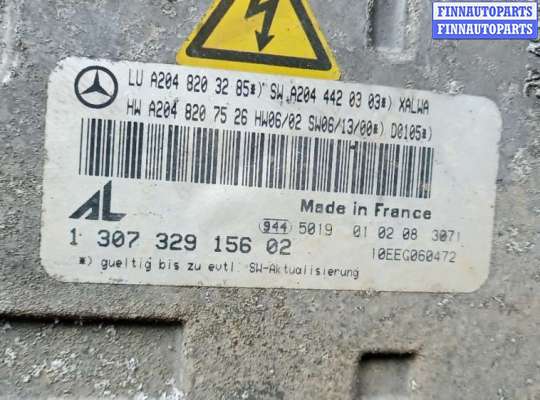 FINNAUTOPARTS
FINNAUTOPARTS
LU A204 820 32 85*) SW A204 442 03 03*) XALWA
HW A204 820 75 26 HW06/02 SW06/13/00*) D0105*)
AL
Made in France
1 307 329 156 02
944 5019 01 02 08 3071
10EEG060472
*) gueltig bis zu evtl. SW-Aktualisierung